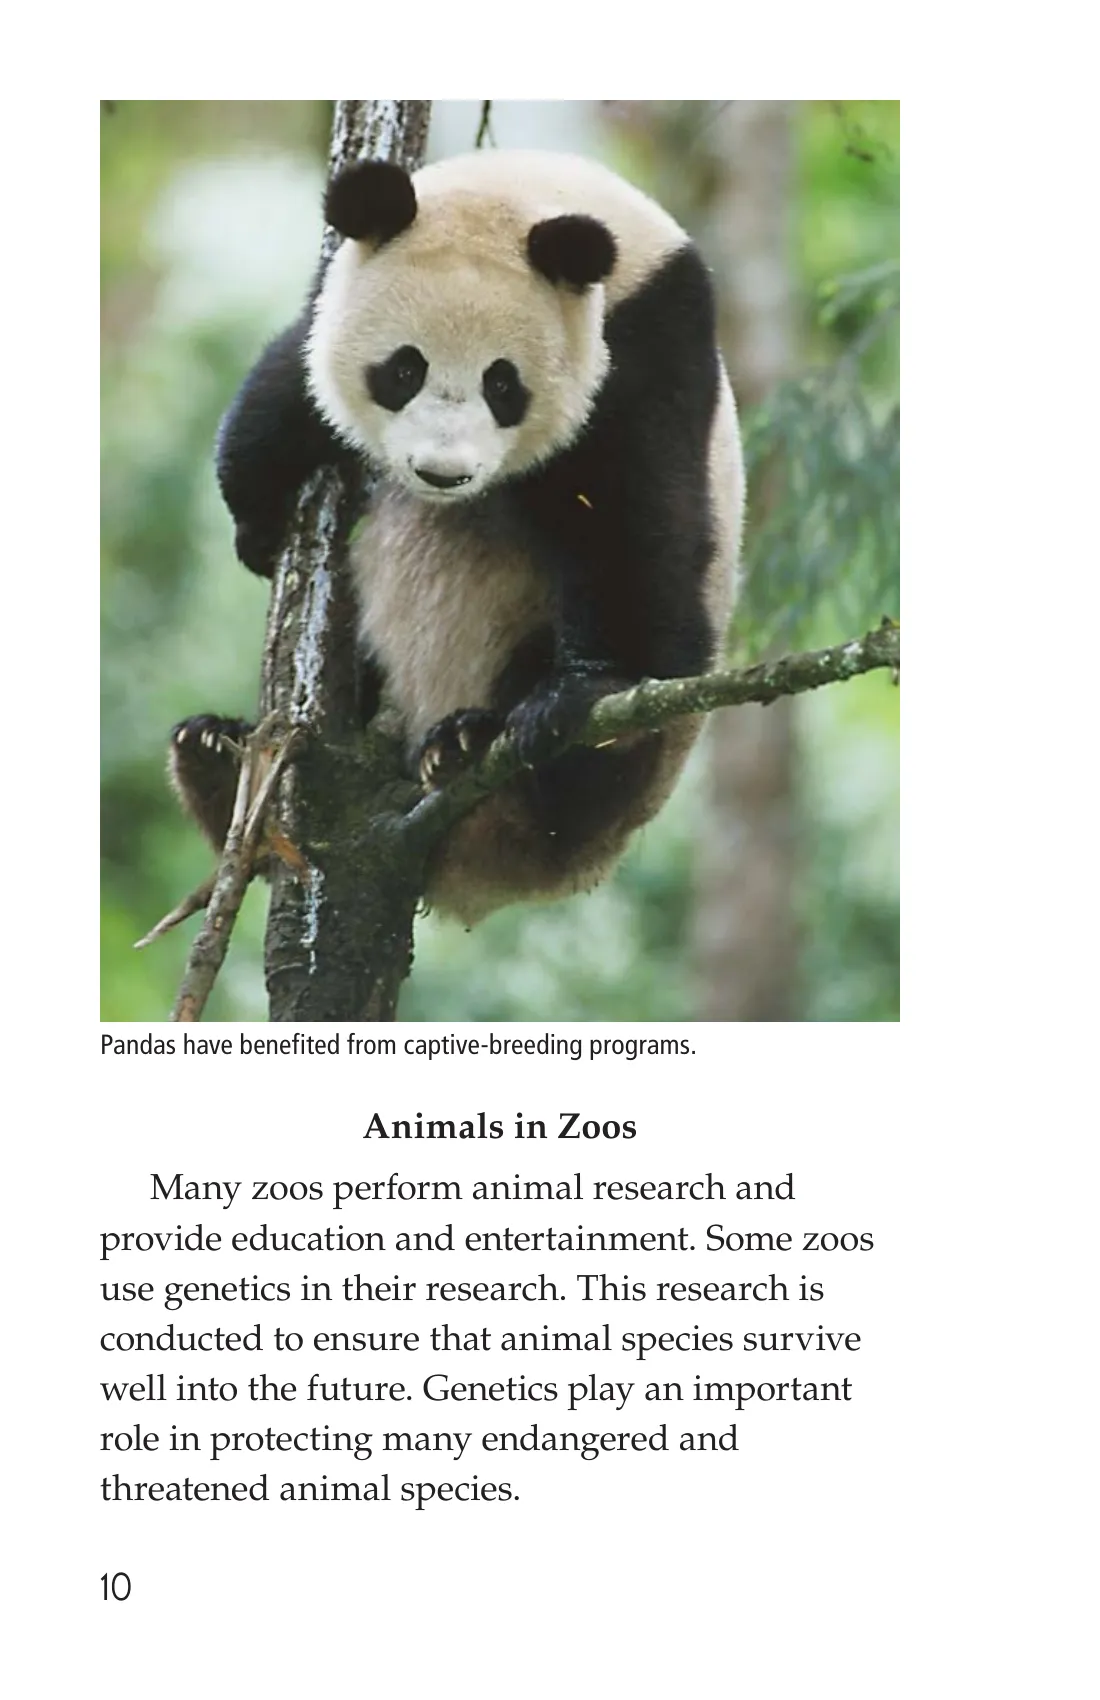 Pandas have benefited from captive-breeding programs.
Animals in Zoos
Many zoos perform animal research and
provide education and entertainment. Some zoos
use genetics in their research. This research is
conducted to ensure that animal species survive
well into the future. Genetics play an important
role in protecting many endangered and
threatened animal species.
10